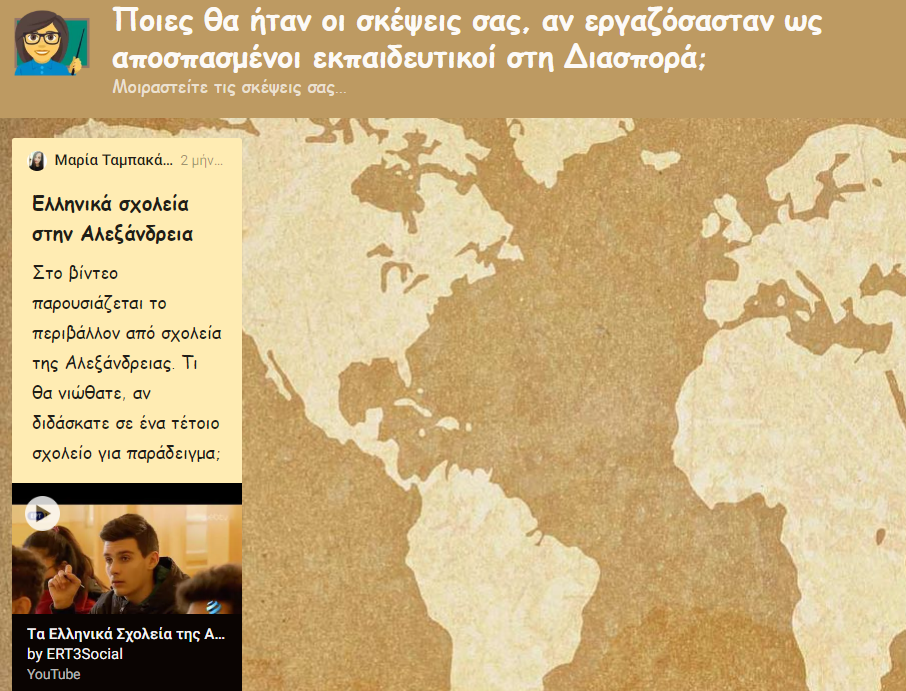 Ποιες θα ήταν οι σκέψεις σας, αν εργαζόσασταν ως
αποσπασμένοι εκπαιδευτικοί στη Διασπορά;
Μοιραστείτε τις σκέψεις σας...
Μαρία Ταμπακά... 2 μήν...
Ελληνικά σχολεία
στην Αλεξάνδρεια
Στο βίντεο
παρουσιάζεται το
περιβάλλον από σχολεία
της Αλεξάνδρειας. Τι
θα νιώθατε, αν
διδάσκατε σε ένα τέτοιο
σχολείο για παράδειγμα;
Τα Ελληνικά Σχολεία της Α...
by ERT3Social
YouTube